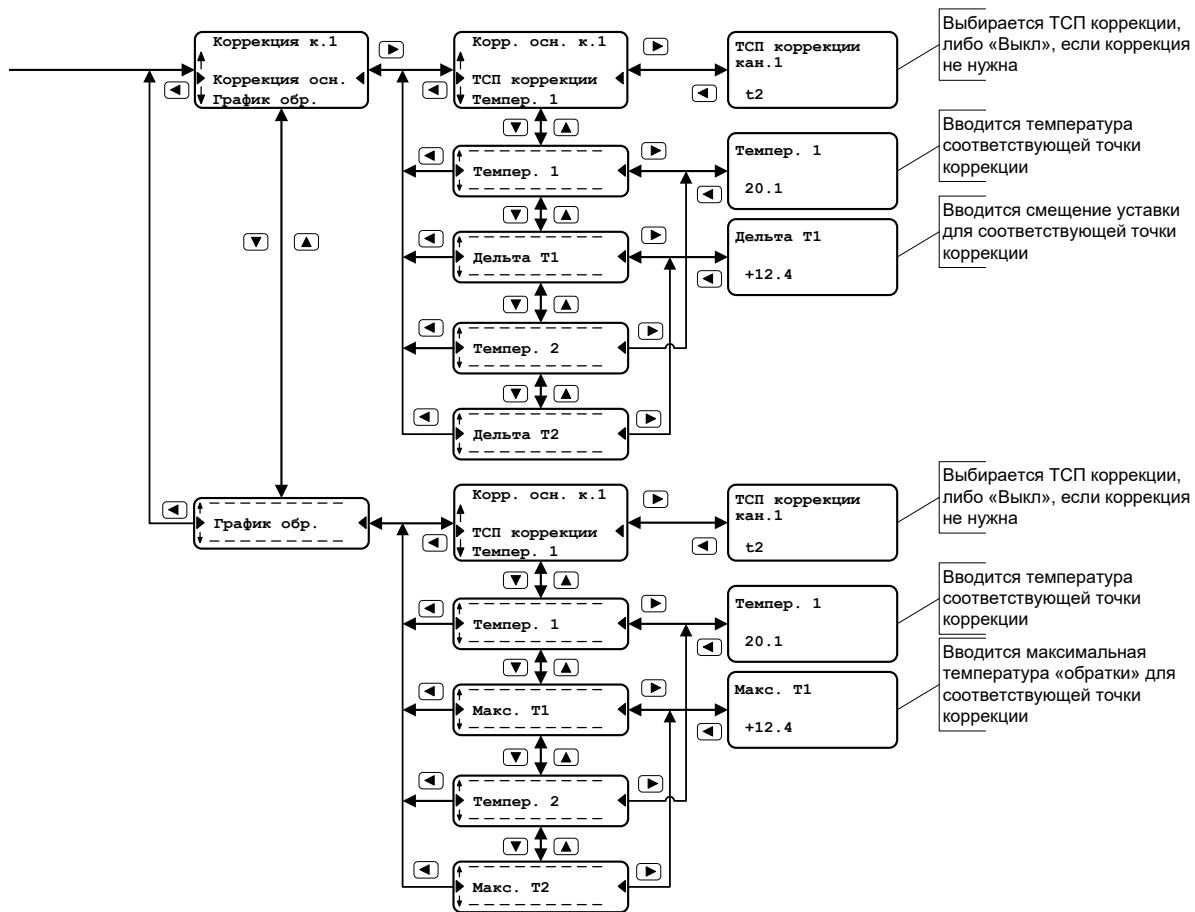 Коррекция к.1
Коррекция осн.
График обр.
Корр. осн. к.1
ТСП коррекции
Темпер. 1
ТСП коррекции
кан.1
t2
Выбирается ТСП коррекции,
либо «Выкл», если коррекция
не нужна
Темпер. 1
Темпер. 1
20.1
Вводится температура
соответствующей точки
коррекции
Дельта Т1
Дельта Т1
+12.4
Вводится смещение уставки
для соответствующей точки
коррекции
Темпер. 2
Дельта Т2
График обр.
Корр. осн. к.1
ТСП коррекции
Темпер. 1
ТСП коррекции
кан.1
t2
Выбирается ТСП коррекции,
либо «Выкл», если коррекция
не нужна
Темпер. 1
Темпер. 1
20.1
Вводится температура
соответствующей точки
коррекции
Макс. Т1
Макс. Т1
+12.4
Вводится максимальная
температура «обратки» для
соответствующей точки
коррекции
Темпер. 2
Макс. Т2